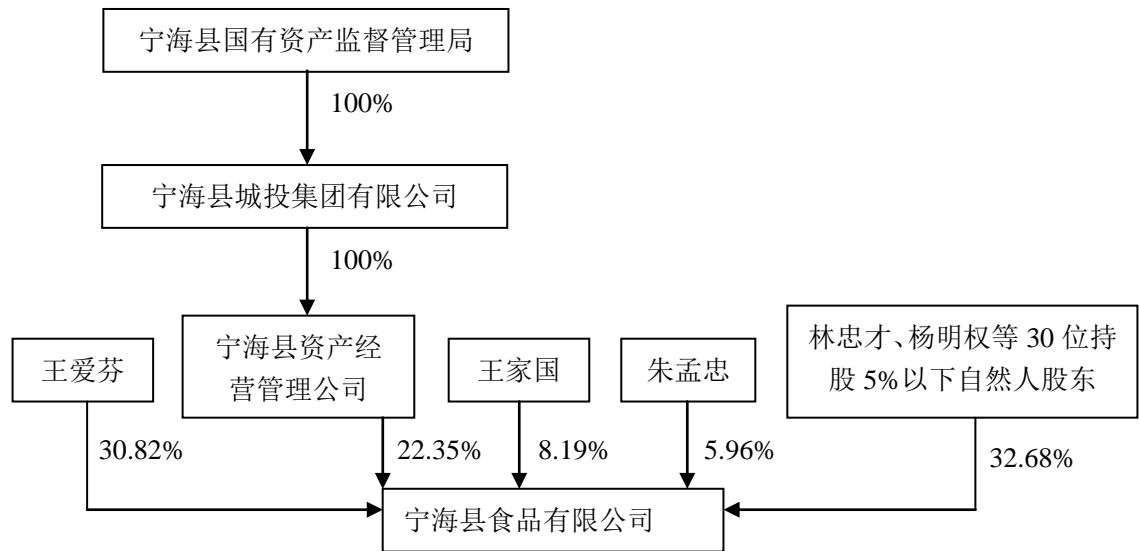 宁海县国有资产监督管理局
100%
宁海县城投集团有限公司
100%
王爱芬
宁海县资产经
营管理公司
王家国
朱孟忠
林忠才、杨明权等 30 位持
股 5%以下自然人股东
30.82%
22.35%
8.19%
5.96%
32.68%
宁海县食品有限公司